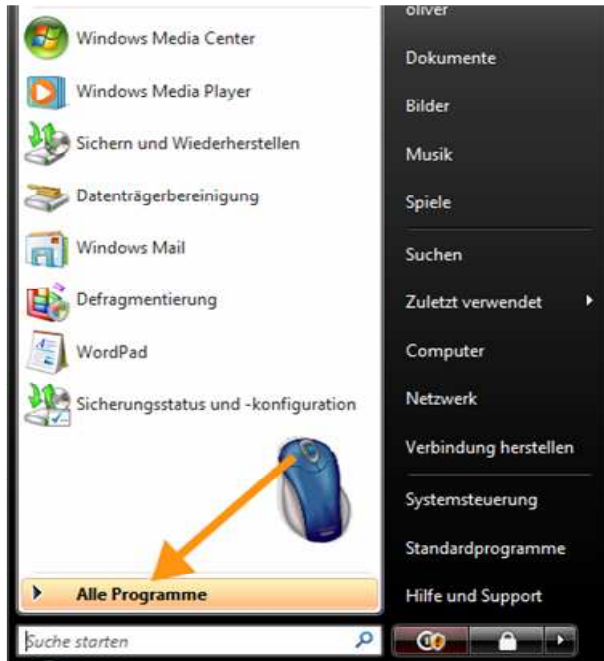 Windows Media Center
Windows Media Player
Sichern und Wiederherstellen
Datenträgerbereinigung
Windows Mail
Defragmentierung
WordPad
Sicherungsstatus und -konfiguration
Alle Programme
Suche starten
oliver
Dokumente
Bilder
Musik
Spiele
Suchen
Zuletzt verwendet
Computer
Netzwerk
Verbindung herstellen
Systemsteuerung
Standardprogramme
Hilfe und Support